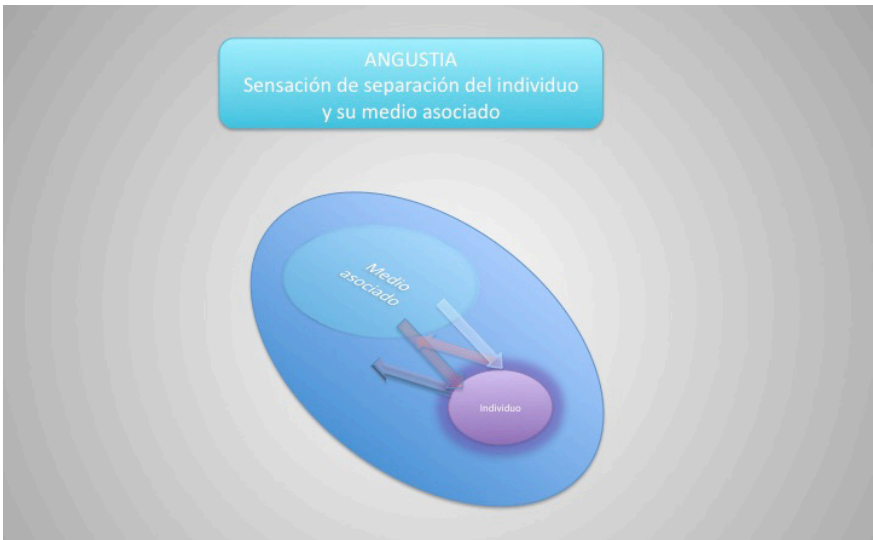 ANGUSTIA
Sensación de separación del individuo
y su medio asociado
Medio
asociado
Individuo